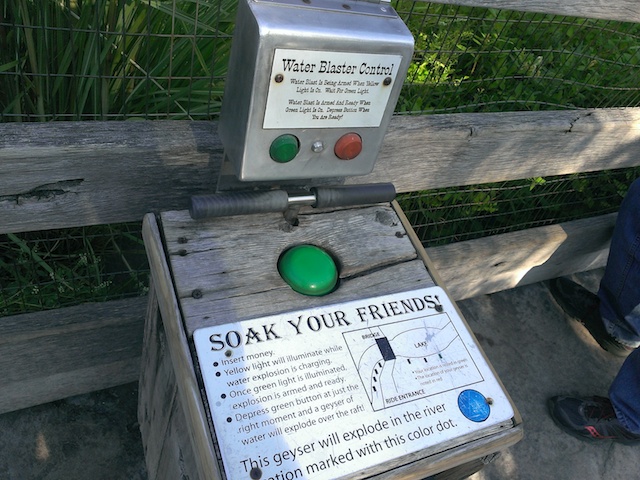 Water Blaster Control
Water Blast Is Being Armed When Yellow
Light Is On. Wait For Green Light.
Water Blast Is Armed And Ready When
Green Light Is On. Depress Button When
You Are Ready!
SOAK YOUR FRIENDS!
• Insert money.
• Yellow light will illuminate while
water explosion is charging.
• Once green light is illuminated,
explosion is armed and ready.
• Depress green button at just the
right moment and a geyser of
water will explode over the raft!
BRIDGE
LAKE
RIDE ENTRANCE
This geyser will explode in the river
marked with this color dot.